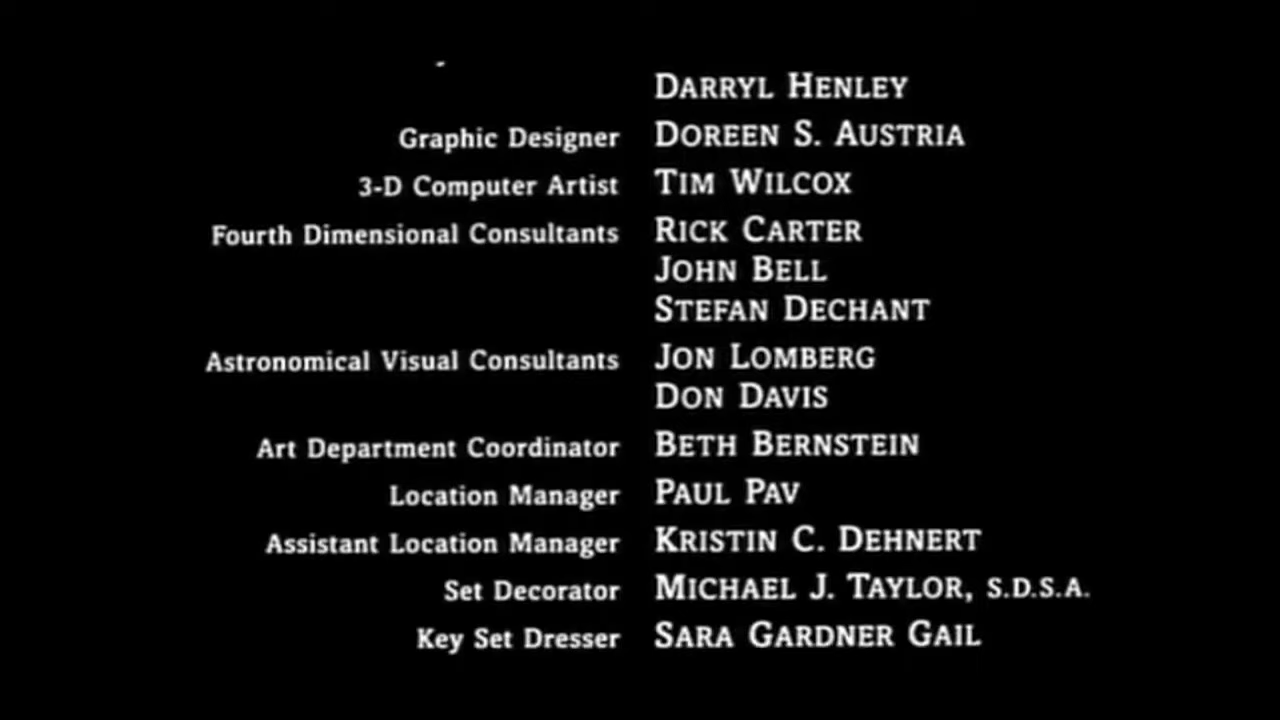 DARRYL HENLEY
Graphic Designer DOREEN S. AUSTRIA
3-D Computer Artist TIM WILCOX
Fourth Dimensional Consultants RICK CARTER
JOHN BELL
STEFAN DECHANT
Astronomical Visual Consultants JON LOMBERG
DON DAVIS
Art Department Coordinator BETH BERNSTEIN
Location Manager PAUL PAV
Assistant Location Manager KRISTIN C. DEHNERT
Set Decorator MICHAEL J. TAYLOR, S.D.S.A.
Key Set Dresser SARA GARDNER GAIL